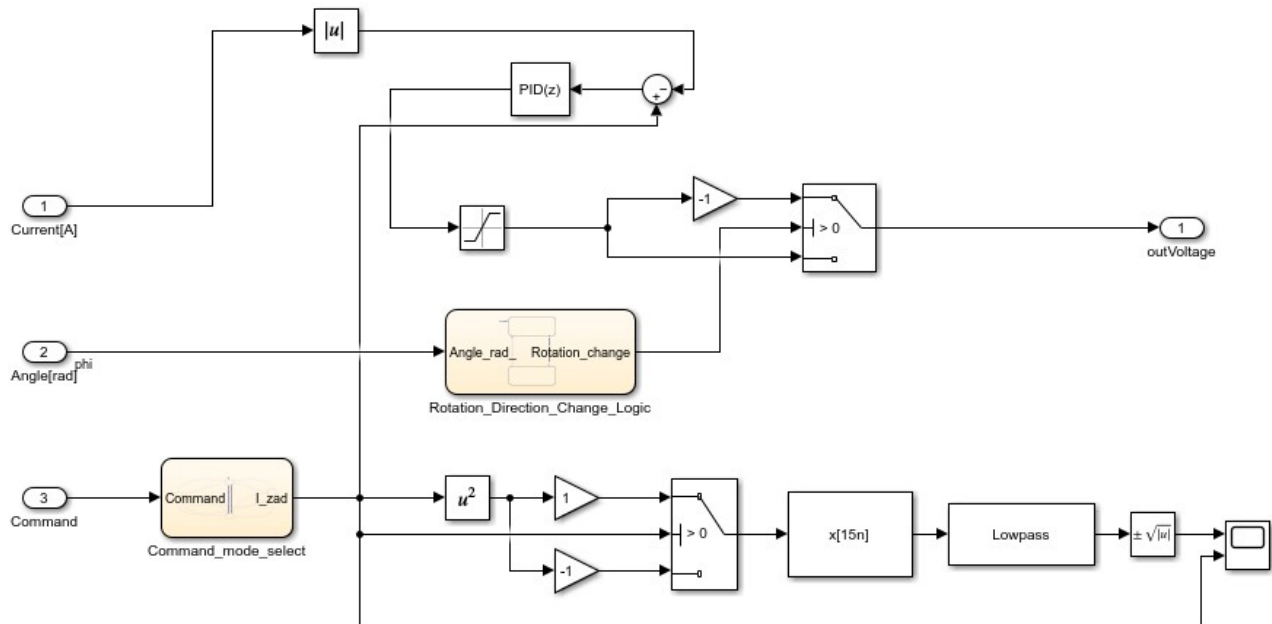 |u|
PID(z)
+
−
1
Current[A]
-1
> 0
1
outVoltage
2
phi
Angle[rad]
Angle_rad_ Rotation_change
Rotation_Direction_Change_Logic
3
Command
Command I_zad
Command_mode_select
u²
1
-1
> 0
x[15n]
Lowpass
± √|u|